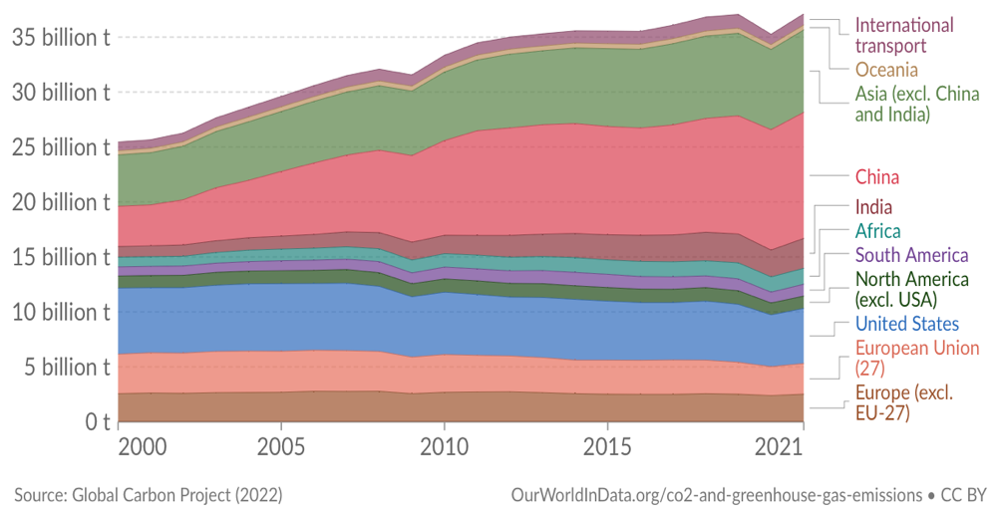 35 billion t
30 billion t
25 billion t
20 billion t
15 billion t
10 billion t
5 billion t
0 t
2000
2005
2010
2015
2021
International
transport
Oceania
Asia (excl. China
and India)
China
India
Africa
South America
North America
(excl. USA)
United States
European Union
(27)
Europe (excl.
EU-27)
Source: Global Carbon Project (2022)
OurWorldInData.org/co2-and-greenhouse-gas-emissions • CC BY